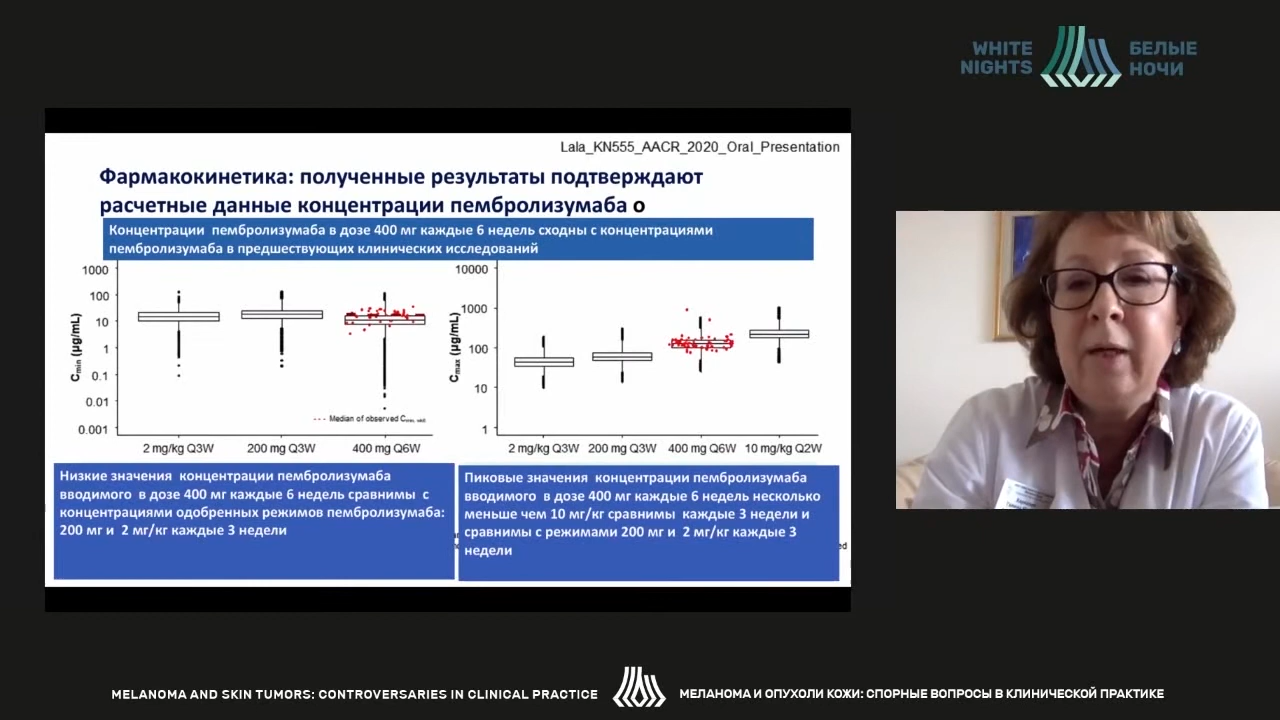 WHITE
NIGHTS
БЕЛЫЕ
НОЧИ
Lala_KN555_AACR_2020_Oral_Presentation
Фармакокинетика: полученные результаты подтверждают
расчетные данные концентрации пембролизумаба о
Концентрации пембролизумаба в дозе 400 мг каждые 6 недель сходны с концентрациями
пембролизумаба в предшествующих клинических исследований
1000
100
10
1
0.1
0.01
0.001
Cmin (µg/mL)
Median of observed
2 mg/kg Q3W 200 mg Q3W 400 mg Q6W
10000
1000
100
10
1
Cmax (µg/mL)
2 mg/kg Q3W 200 mg Q3W 400 mg Q6W 10 mg/kg Q2W
Низкие значения концентрации пембролизумаба
вводимого в дозе 400 мг каждые 6 недель сравнимы с
концентрациями одобренных режимов пембролизумаба:
200 мг и 2 мг/кг каждые 3 недели
Пиковые значения концентрации пембролизумаба
вводимого в дозе 400 мг каждые 6 недель несколько
меньше чем 10 мг/кг сравнимы каждые 3 недели и
сравнимы с режимами 200 мг и 2 мг/кг каждые 3
недели
MELANOMA AND SKIN TUMORS: CONTROVERSARIES IN CLINICAL PRACTICE
МЕЛАНОМА И ОПУХОЛИ КОЖИ: СПОРНЫЕ ВОПРОСЫ В КЛИНИЧЕСКОЙ ПРАКТИКЕ